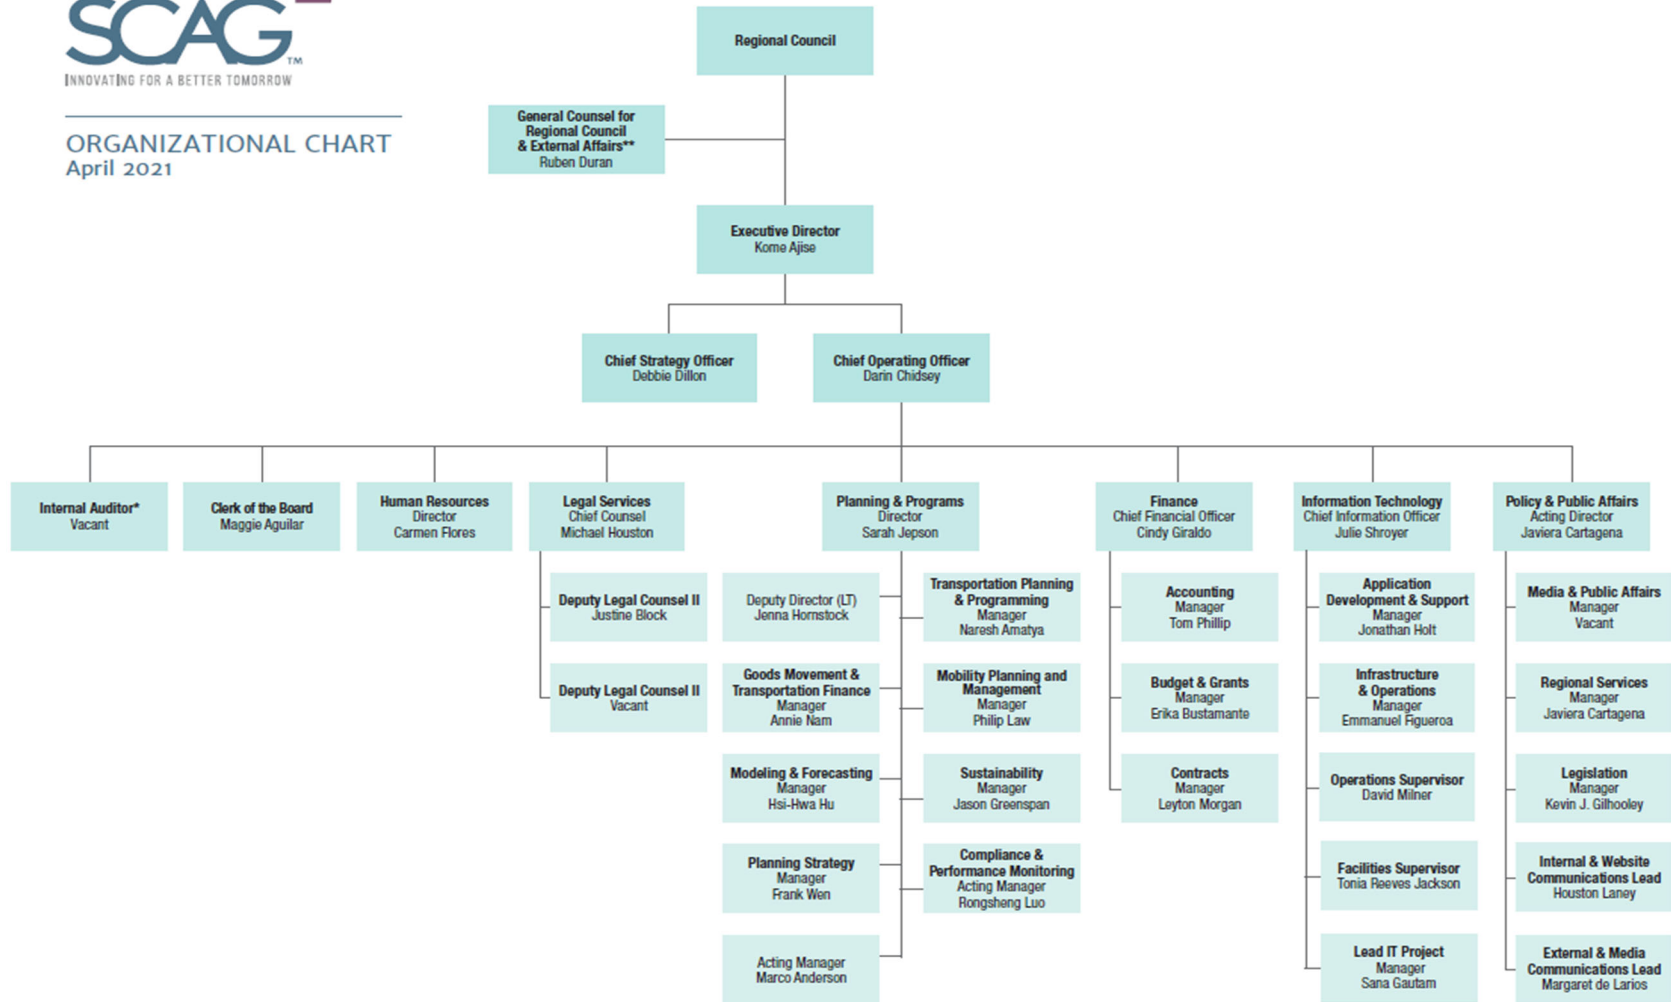 SCAG™
INNOVATING FOR A BETTER TOMORROW
ORGANIZATIONAL CHART
April 2021
Regional Council
General Counsel for
Regional Council
& External Affairs**
Ruben Duran
Executive Director
Kome Ajise
Chief Strategy Officer
Debbie Dillon
Chief Operating Officer
Darin Chidsey
Internal Auditor*
Vacant
Clerk of the Board
Maggie Aguilar
Human Resources
Director
Carmen Flores
Legal Services
Chief Counsel
Michael Houston
Planning & Programs
Director
Sarah Jepson
Finance
Chief Financial Officer
Cindy Giraldo
Information Technology
Chief Information Officer
Julie Shroyer
Policy & Public Affairs
Acting Director
Javiera Cartagena
Deputy Legal Counsel II
Justine Block
Deputy Legal Counsel II
Vacant
Deputy Director (LT)
Jenna Hornstock
Goods Movement &
Transportation Finance
Manager
Annie Nam
Modeling & Forecasting
Manager
Hsi-Hwa Hu
Planning Strategy
Manager
Frank Wen
Acting Manager
Marco Anderson
Transportation Planning
& Programming
Manager
Naresh Amatya
Mobility Planning and
Management
Manager
Philip Law
Sustainability
Manager
Jason Greenspan
Compliance &
Performance Monitoring
Acting Manager
Rongsheng Luo
Accounting
Manager
Tom Phillip
Budget & Grants
Manager
Erika Bustamante
Contracts
Manager
Leyton Morgan
Application
Development & Support
Manager
Jonathan Holt
Infrastructure
& Operations
Manager
Emmanuel Figueroa
Operations Supervisor
David Milner
Facilities Supervisor
Tonia Reeves Jackson
Lead IT Project
Manager
Sana Gautam
Media & Public Affairs
Manager
Vacant
Regional Services
Manager
Javiera Cartagena
Legislation
Manager
Kevin J. Gilhooley
Internal & Website
Communications Lead
Houston Laney
External & Media
Communications Lead
Margaret de Larios